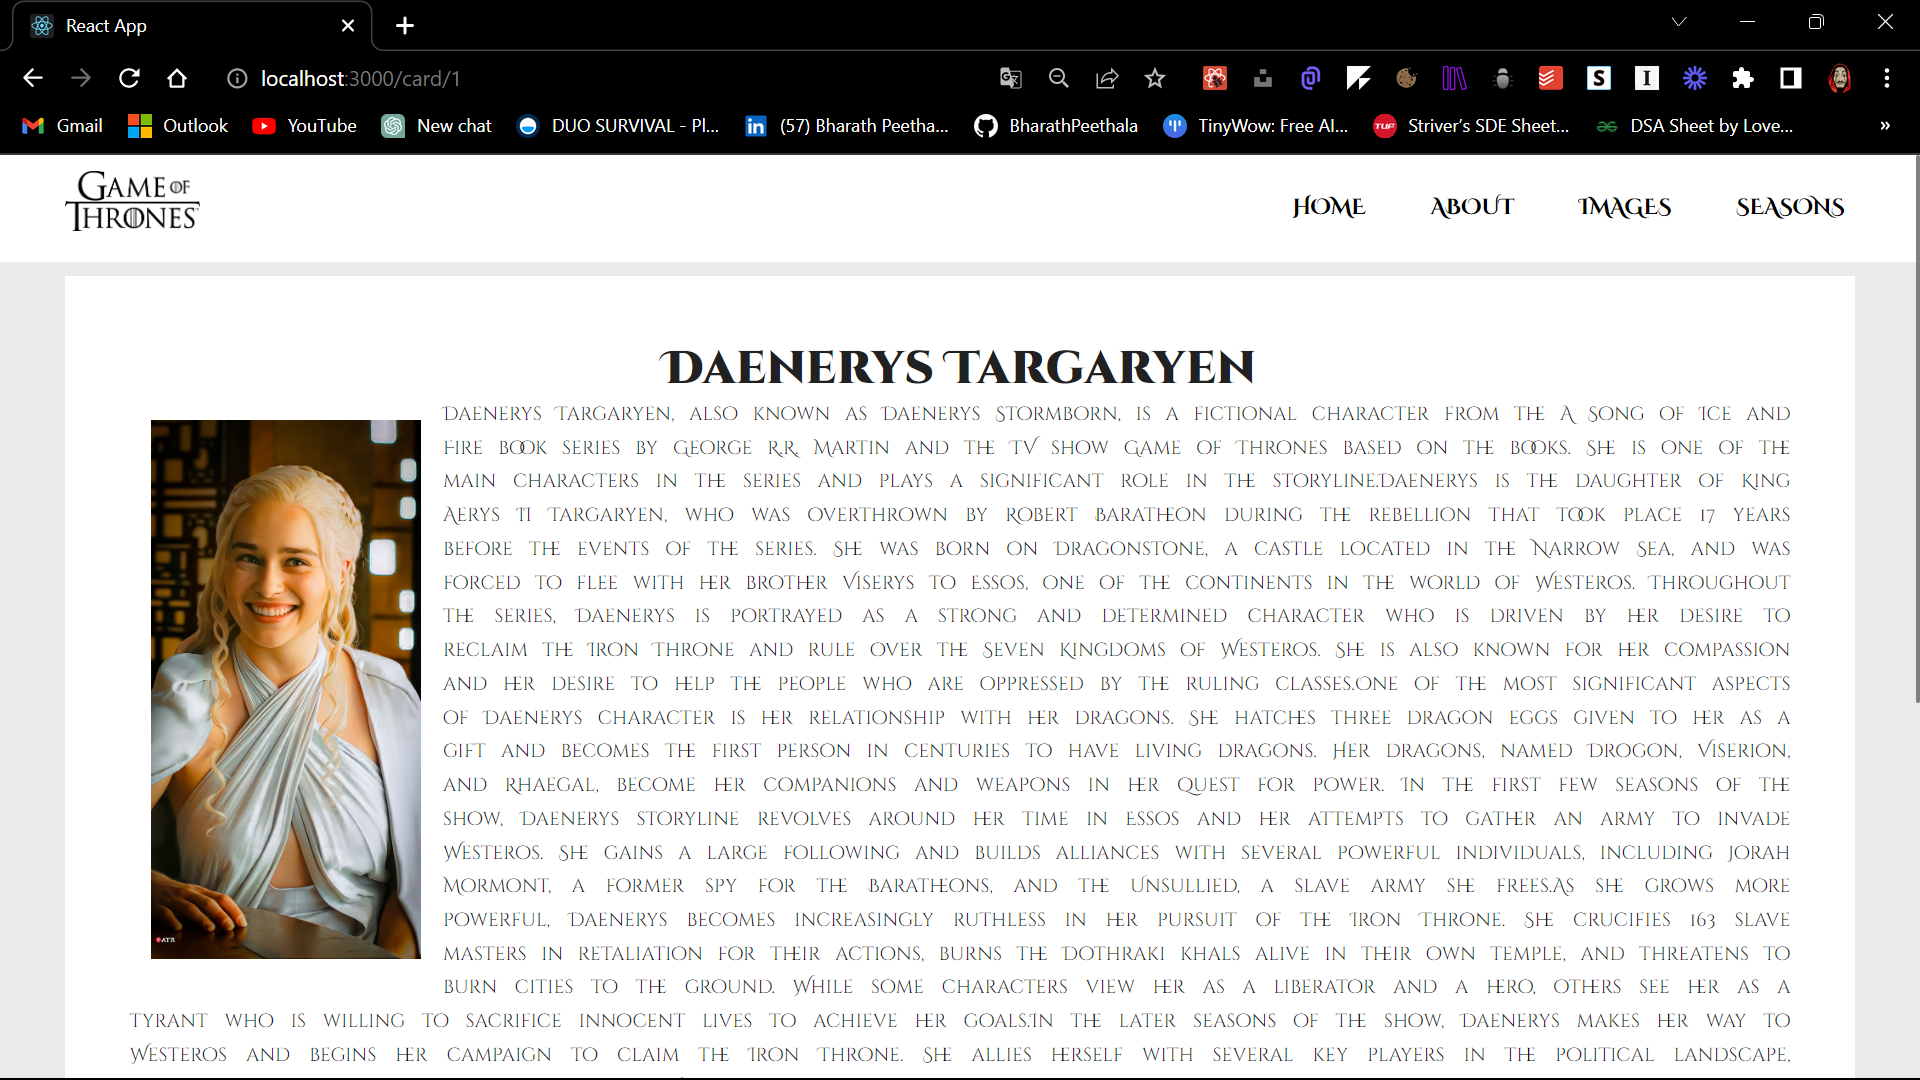 React App
localhost:3000/card/1
Gmail Outlook YouTube New chat DUO SURVIVAL - Pl... (57) Bharath Peetha... BharathPeethala TinyWow: Free AI... Striver's SDE Sheet... DSA Sheet by Love... »
GAME OF
THRONES
HOME ABOUT IMAGES SEASONS
DAENERYS TARGARYEN
DAENERYS TARGARYEN, ALSO KNOWN AS DAENERYS STORMBORN, IS A FICTIONAL CHARACTER FROM THE A SONG OF ICE AND
FIRE BOOK SERIES BY GEORGE R.R. MARTIN AND THE TV SHOW GAME OF THRONES BASED ON THE BOOKS. SHE IS ONE OF THE
MAIN CHARACTERS IN THE SERIES AND PLAYS A SIGNIFICANT ROLE IN THE STORYLINE.DAENERYS IS THE DAUGHTER OF KING
AERYS II TARGARYEN, WHO WAS OVERTHROWN BY ROBERT BARATHEON DURING THE REBELLION THAT TOOK PLACE 17 YEARS
BEFORE THE EVENTS OF THE SERIES. SHE WAS BORN ON DRAGONSTONE, A CASTLE LOCATED IN THE NARROW SEA, AND WAS
FORCED TO FLEE WITH HER BROTHER VISERYS TO ESSOS, ONE OF THE CONTINENTS IN THE WORLD OF WESTEROS. THROUGHOUT
THE SERIES, DAENERYS IS PORTRAYED AS A STRONG AND DETERMINED CHARACTER WHO IS DRIVEN BY HER DESIRE TO
RECLAIM THE IRON THRONE AND RULE OVER THE SEVEN KINGDOMS OF WESTEROS. SHE IS ALSO KNOWN FOR HER COMPASSION
AND HER DESIRE TO HELP THE PEOPLE WHO ARE OPPRESSED BY THE RULING CLASSES.ONE OF THE MOST SIGNIFICANT ASPECTS
OF DAENERYS CHARACTER IS HER RELATIONSHIP WITH HER DRAGONS. SHE HATCHES THREE DRAGON EGGS GIVEN TO HER AS A
GIFT AND BECOMES THE FIRST PERSON IN CENTURIES TO HAVE LIVING DRAGONS. HER DRAGONS, NAMED DROGON, VISERION,
AND RHAEGAL, BECOME HER COMPANIONS AND WEAPONS IN HER QUEST FOR POWER. IN THE FIRST FEW SEASONS OF THE
SHOW, DAENERYS STORYLINE REVOLVES AROUND HER TIME IN ESSOS AND HER ATTEMPTS TO GATHER AN ARMY TO INVADE
WESTEROS. SHE GAINS A LARGE FOLLOWING AND BUILDS ALLIANCES WITH SEVERAL POWERFUL INDIVIDUALS, INCLUDING JORAH
MORMONT, A FORMER SPY FOR THE BARATHEONS, AND THE UNSULLIED, A SLAVE ARMY SHE FREES.AS SHE GROWS MORE
POWERFUL, DAENERYS BECOMES INCREASINGLY RUTHLESS IN HER PURSUIT OF THE IRON THRONE. SHE CRUCIFIES 163 SLAVE
MASTERS IN RETALIATION FOR THEIR ACTIONS, BURNS THE DOTHRAKI KHALS ALIVE IN THEIR OWN TEMPLE, AND THREATENS TO
BURN CITIES TO THE GROUND. WHILE SOME CHARACTERS VIEW HER AS A LIBERATOR AND A HERO, OTHERS SEE HER AS A
TYRANT WHO IS WILLING TO SACRIFICE INNOCENT LIVES TO ACHIEVE HER GOALS.IN THE LATER SEASONS OF THE SHOW, DAENERYS MAKES HER WAY TO
WESTEROS AND BEGINS HER CAMPAIGN TO CLAIM THE IRON THRONE. SHE ALLIES HERSELF WITH SEVERAL KEY PLAYERS IN THE POLITICAL LANDSCAPE,